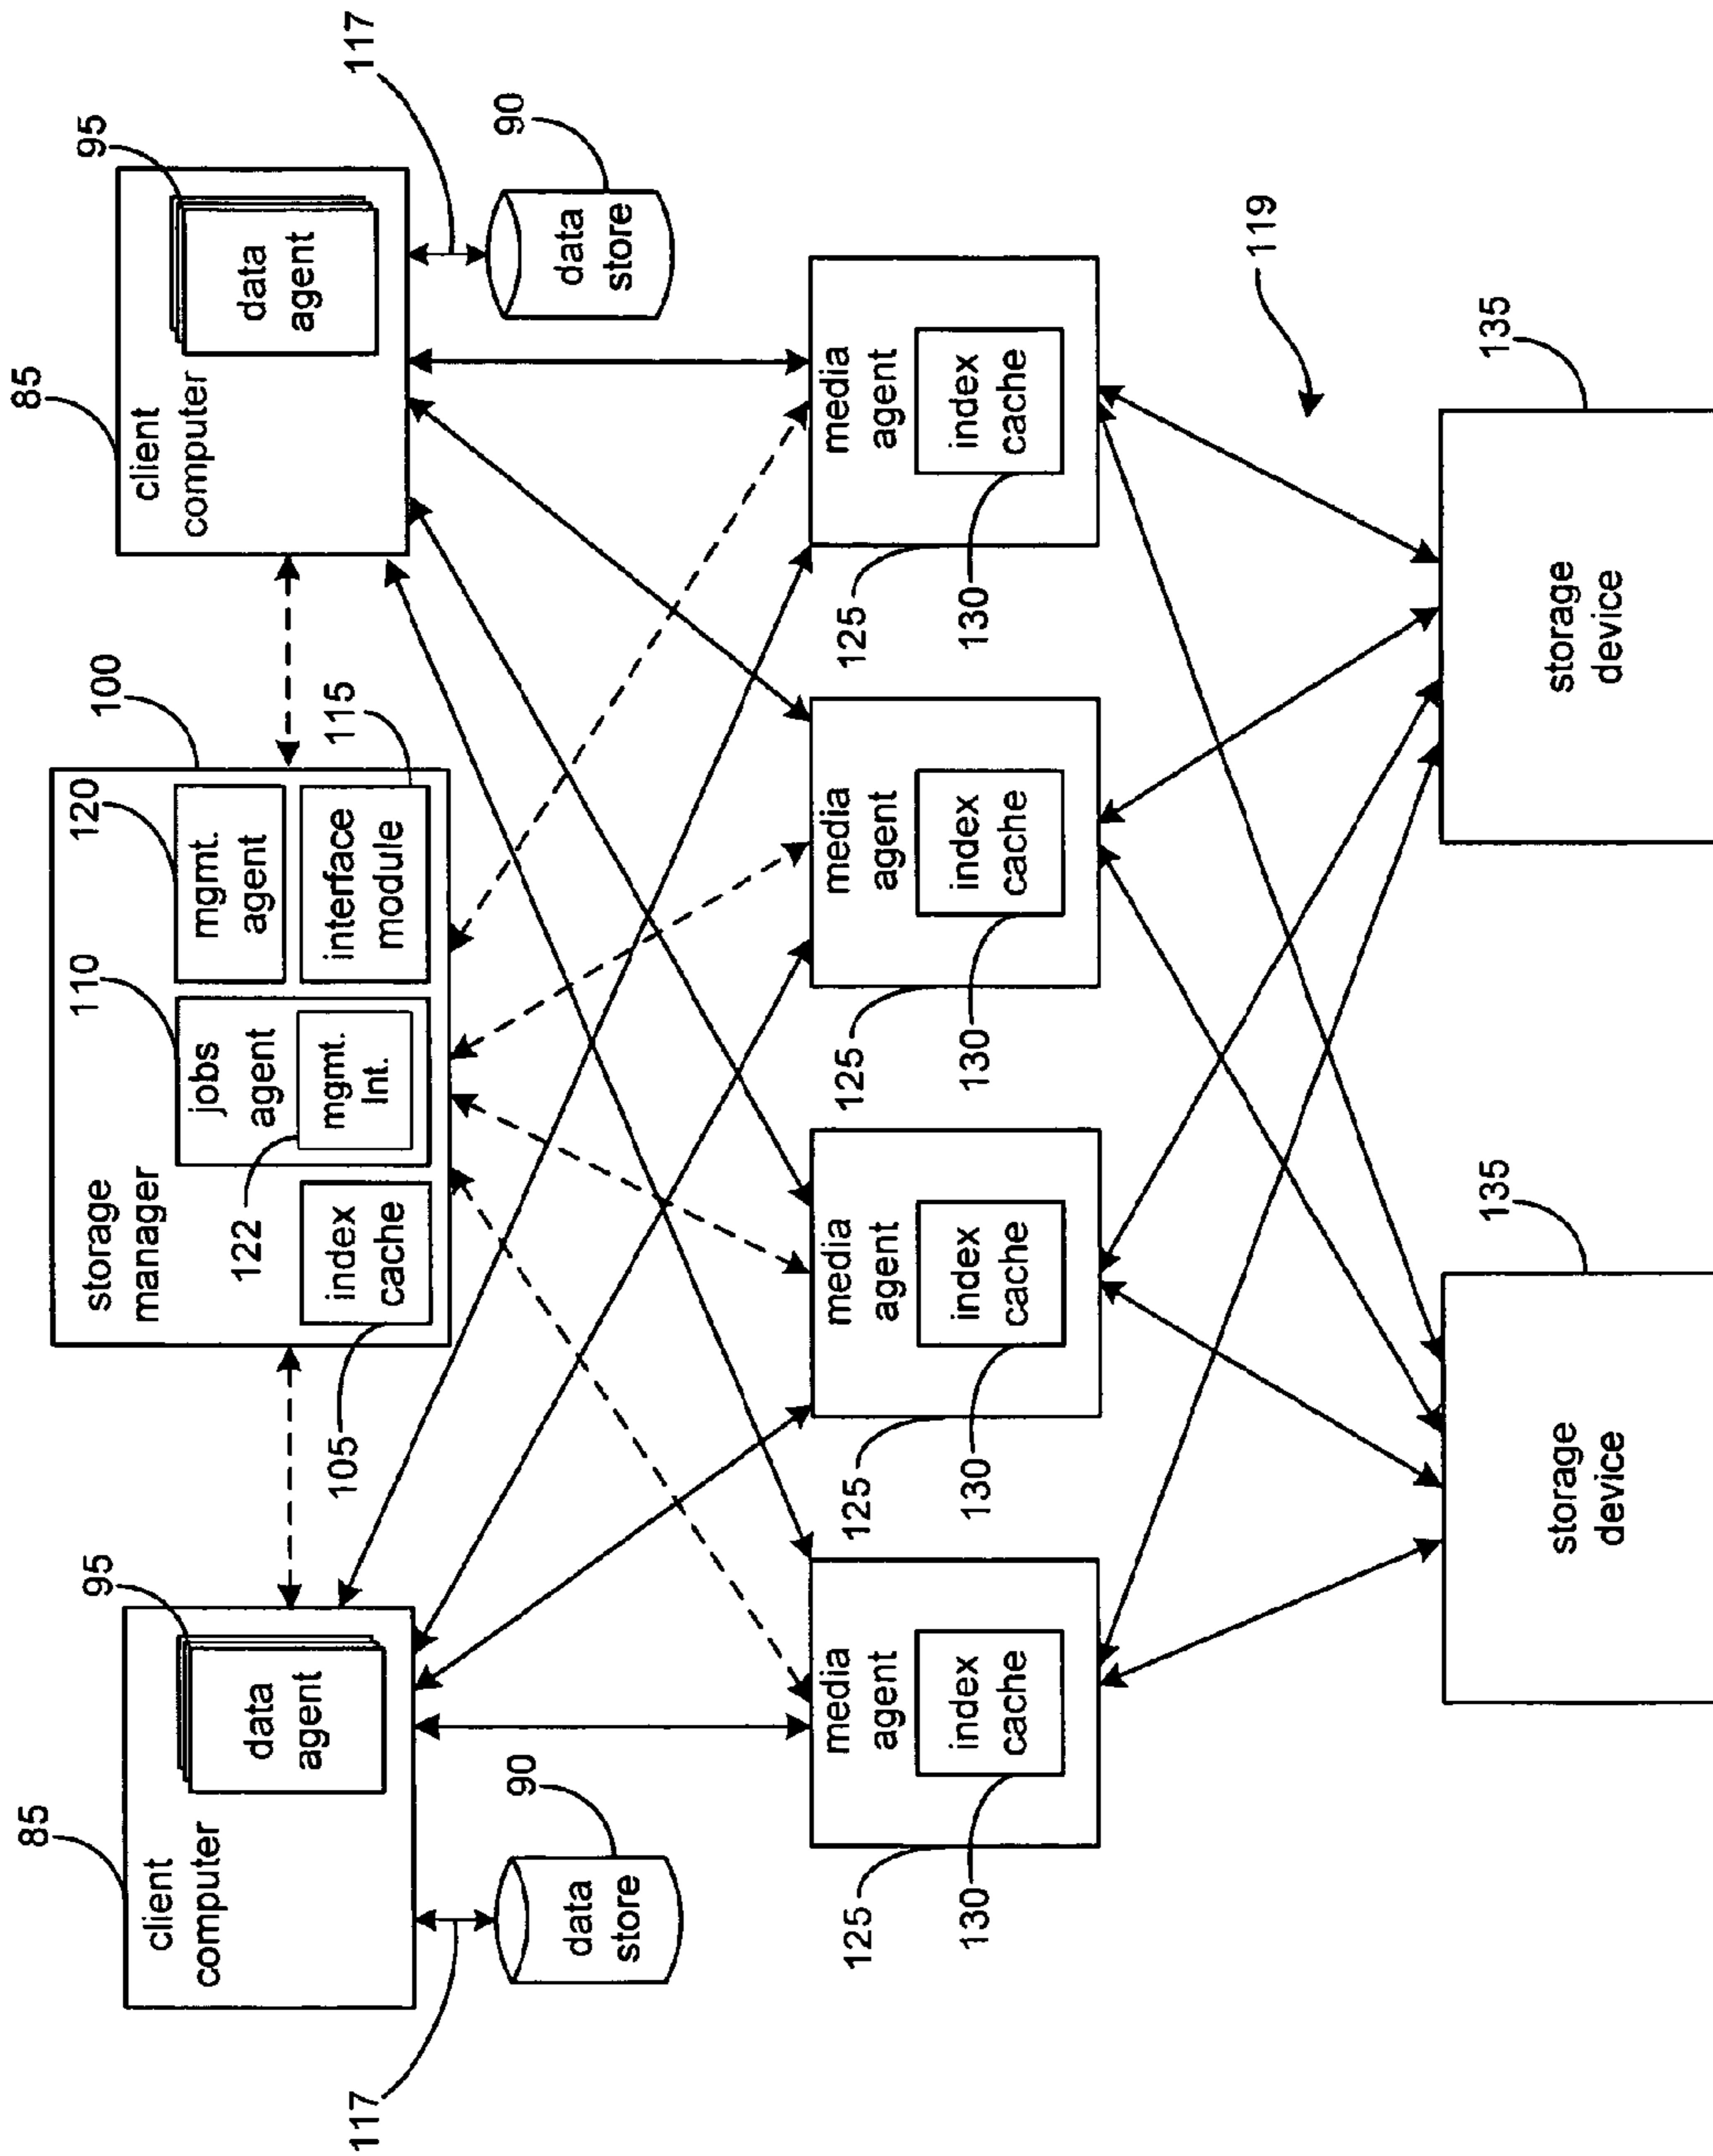 85
client
computer
95
data
agent
117
90
data
store
100
storage
manager
105
index
cache
110
jobs
agent
122
mgmt.
Int.
120
mgmt.
agent
115
interface
module
85
client
computer
95
data
agent
117
90
data
store
125
media
agent
130
index
cache
125
media
agent
130
index
cache
125
media
agent
130
index
cache
125
media
agent
130
index
cache
119
135
storage
device
135
storage
device